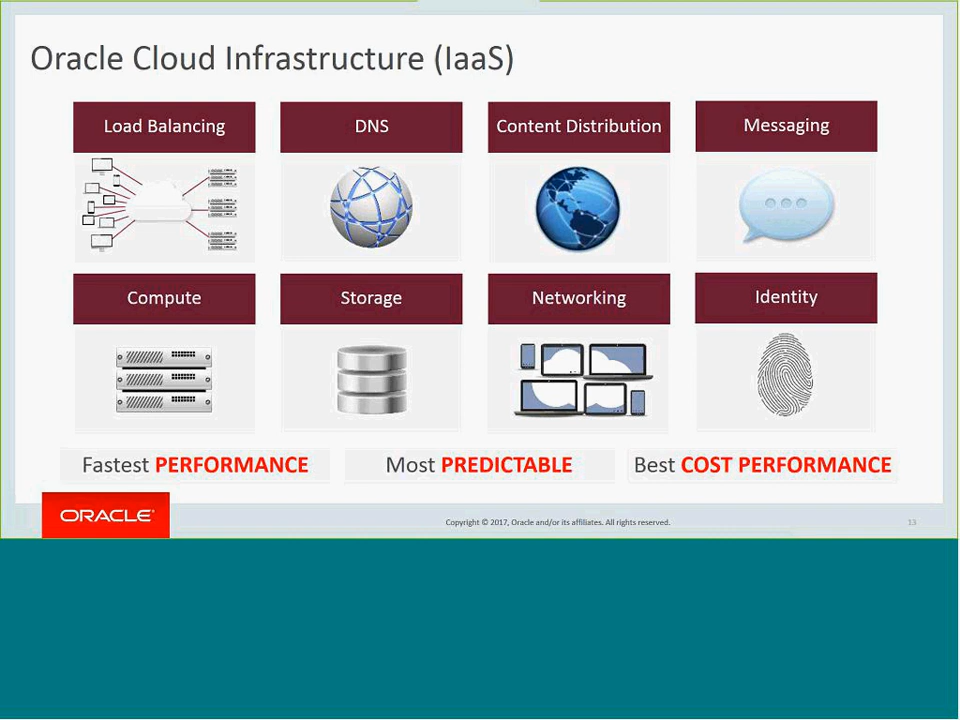 Oracle Cloud Infrastructure (IaaS)
Load Balancing
DNS
Content Distribution
Messaging
Compute
Storage
Networking
Identity
Fastest PERFORMANCE
Most PREDICTABLE
Best COST PERFORMANCE
ORACLE®
Copyright © 2017, Oracle and/or its affiliates. All rights reserved.
13